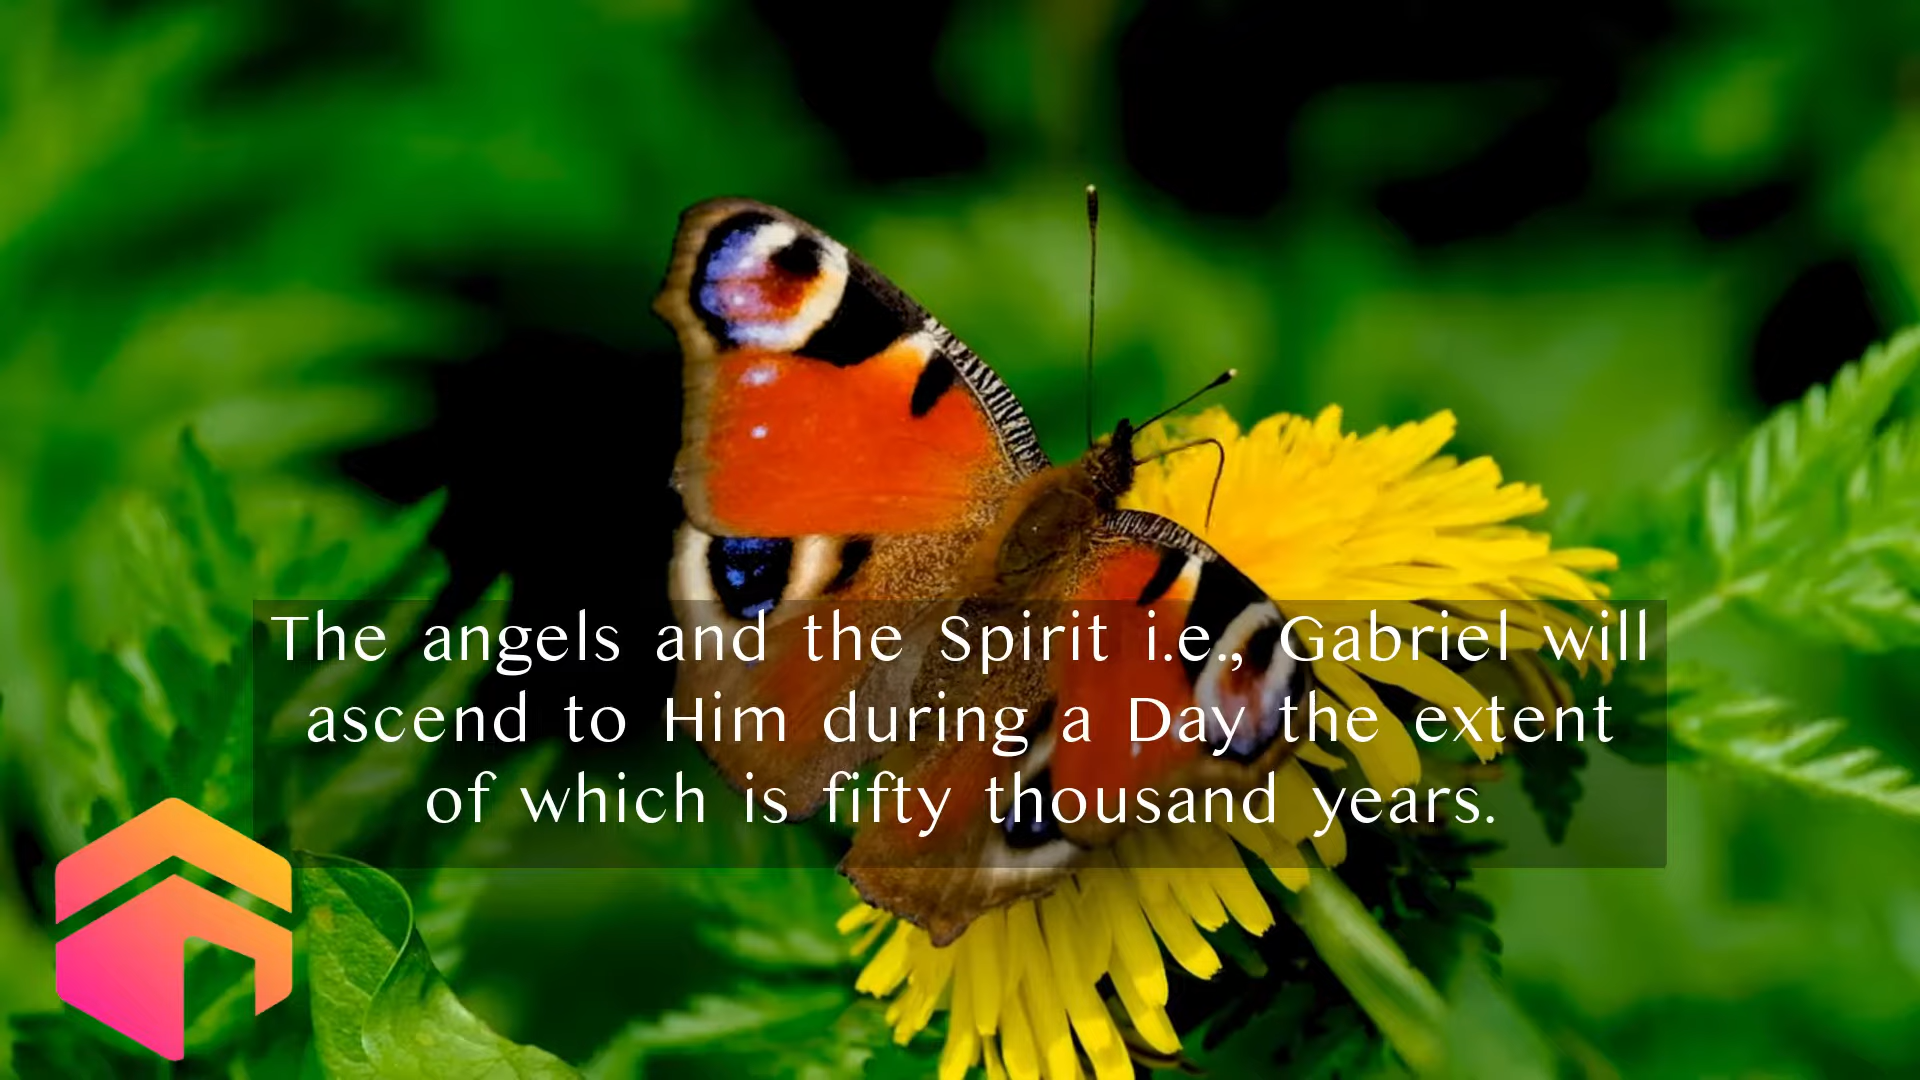 The angels and the Spirit i.e., Gabriel will
ascend to Him during a Day the extent
of which is fifty thousand years.